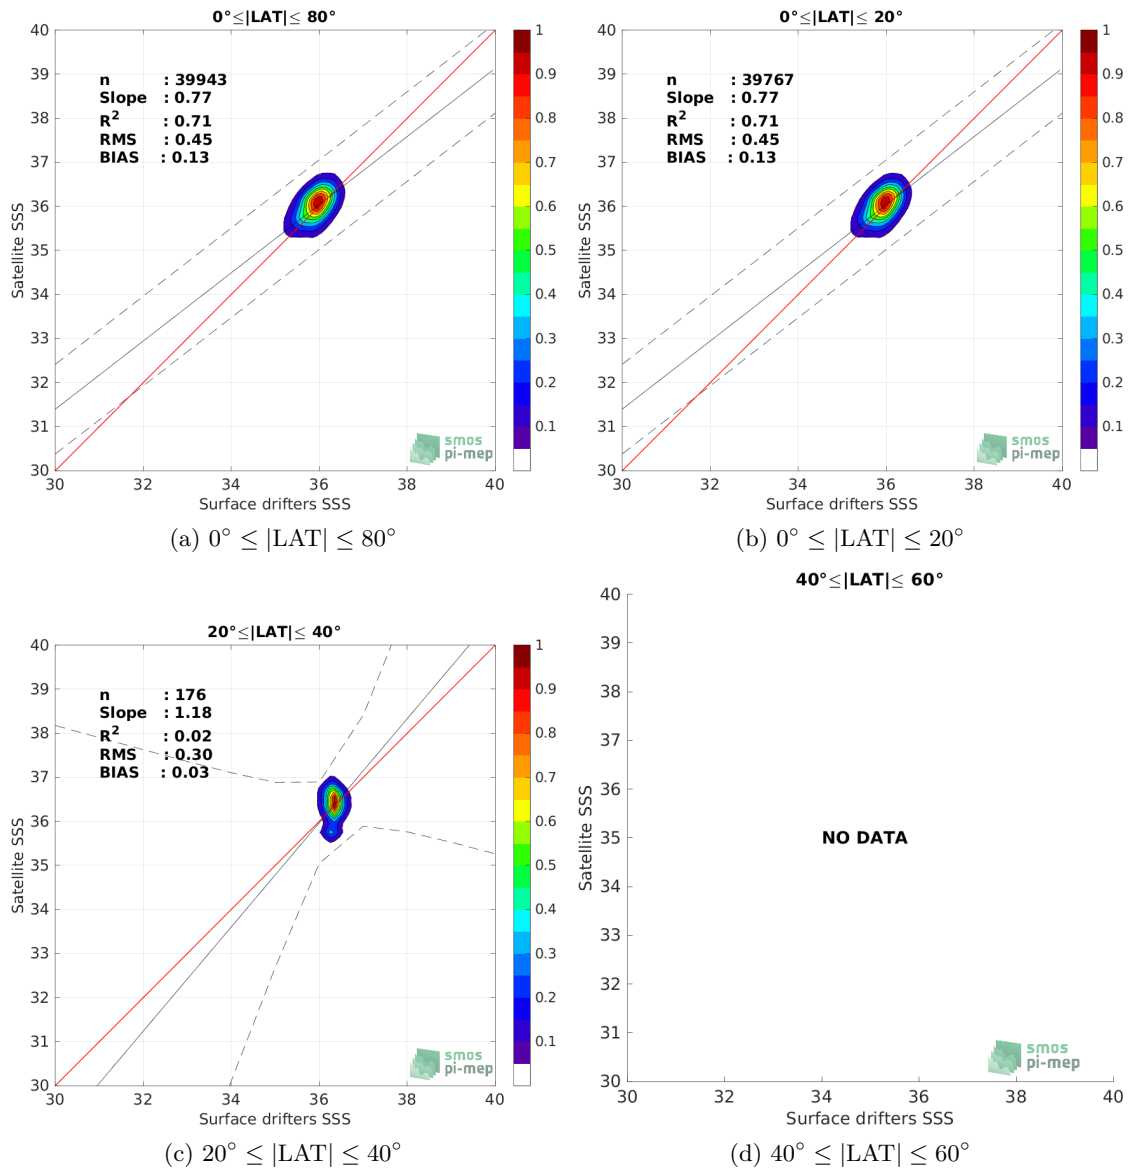 0°≤|LAT|≤ 80°
40
39
38
37
36
35
34
33
32
31
30
Satellite SSS
n : 39943
Slope : 0.77
R² : 0.71
RMS : 0.45
BIAS : 0.13
1
0.9
0.8
0.7
0.6
0.5
0.4
0.3
0.2
0.1
smos
pi-mep
30 32 34 36 38 40
Surface drifters SSS
(a) 0° ≤ |LAT| ≤ 80°
0°≤|LAT|≤ 20°
40
39
38
37
36
35
34
33
32
31
30
Satellite SSS
n : 39767
Slope : 0.77
R² : 0.71
RMS : 0.45
BIAS : 0.13
1
0.9
0.8
0.7
0.6
0.5
0.4
0.3
0.2
0.1
smos
pi-mep
30 32 34 36 38 40
Surface drifters SSS
(b) 0° ≤ |LAT| ≤ 20°
20°≤|LAT|≤ 40°
40
39
38
37
36
35
34
33
32
31
30
Satellite SSS
n : 176
Slope : 1.18
R² : 0.02
RMS : 0.30
BIAS : 0.03
1
0.9
0.8
0.7
0.6
0.5
0.4
0.3
0.2
0.1
smos
pi-mep
30 32 34 36 38 40
Surface drifters SSS
(c) 20° ≤ |LAT| ≤ 40°
40°≤|LAT|≤ 60°
40
39
38
37
36
35
34
33
32
31
30
Satellite SSS
NO DATA
smos
pi-mep
30 32 34 36 38 40
Surface drifters SSS
(d) 40° ≤ |LAT| ≤ 60°